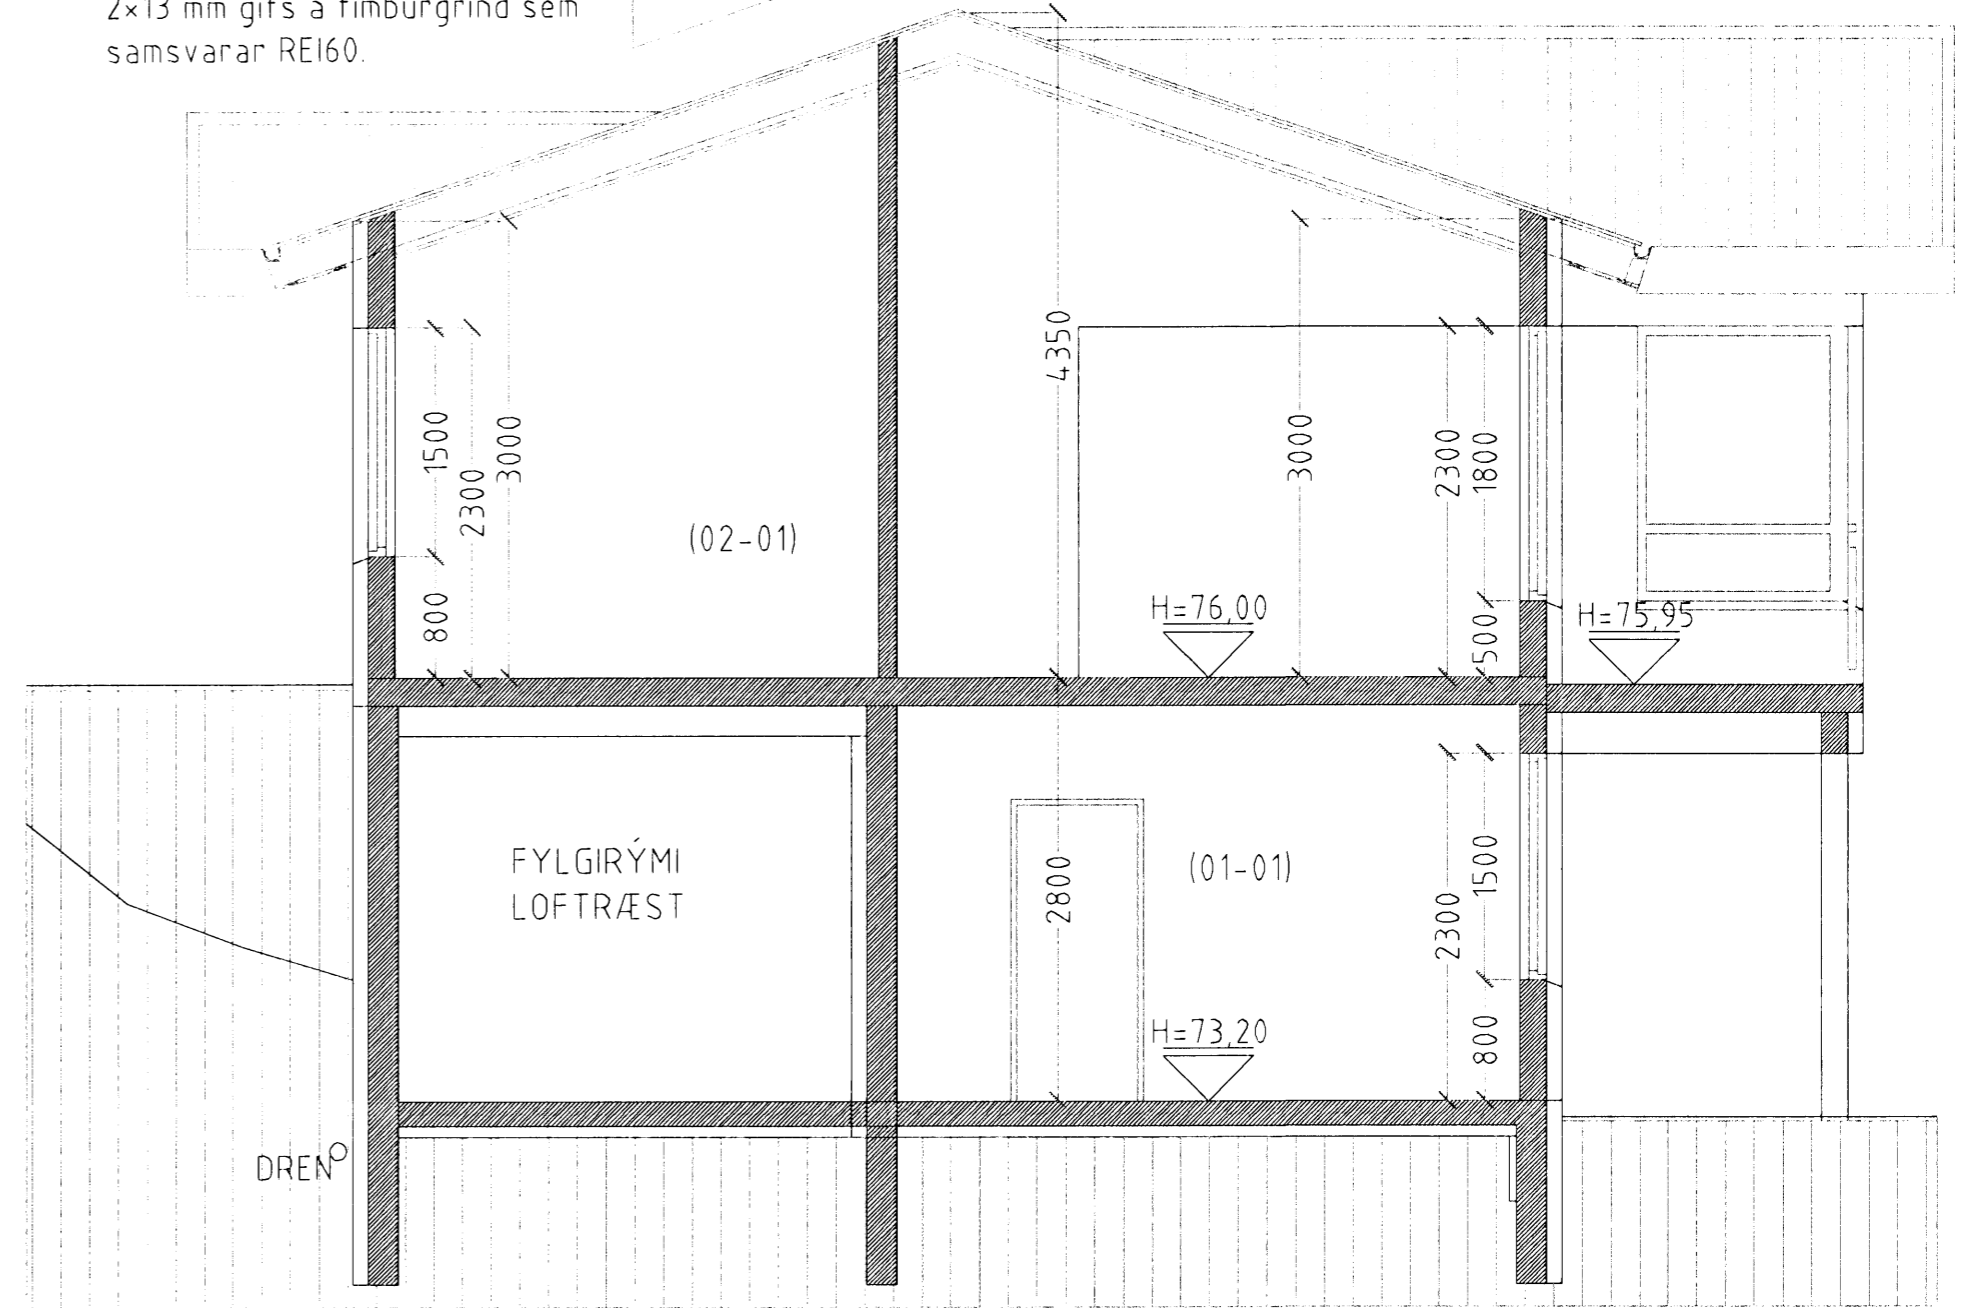 2×13 mm gifs á timburgrind sem
samsvarar REI60.
4350
1500
2300
3000
800
(02-01)
3000
2300
1800
500
H=76,00
H=75,95
FYLGIRÝMI
LOFTRÆST
2800
(01-01)
2300
1500
800
H=73,20
DREN